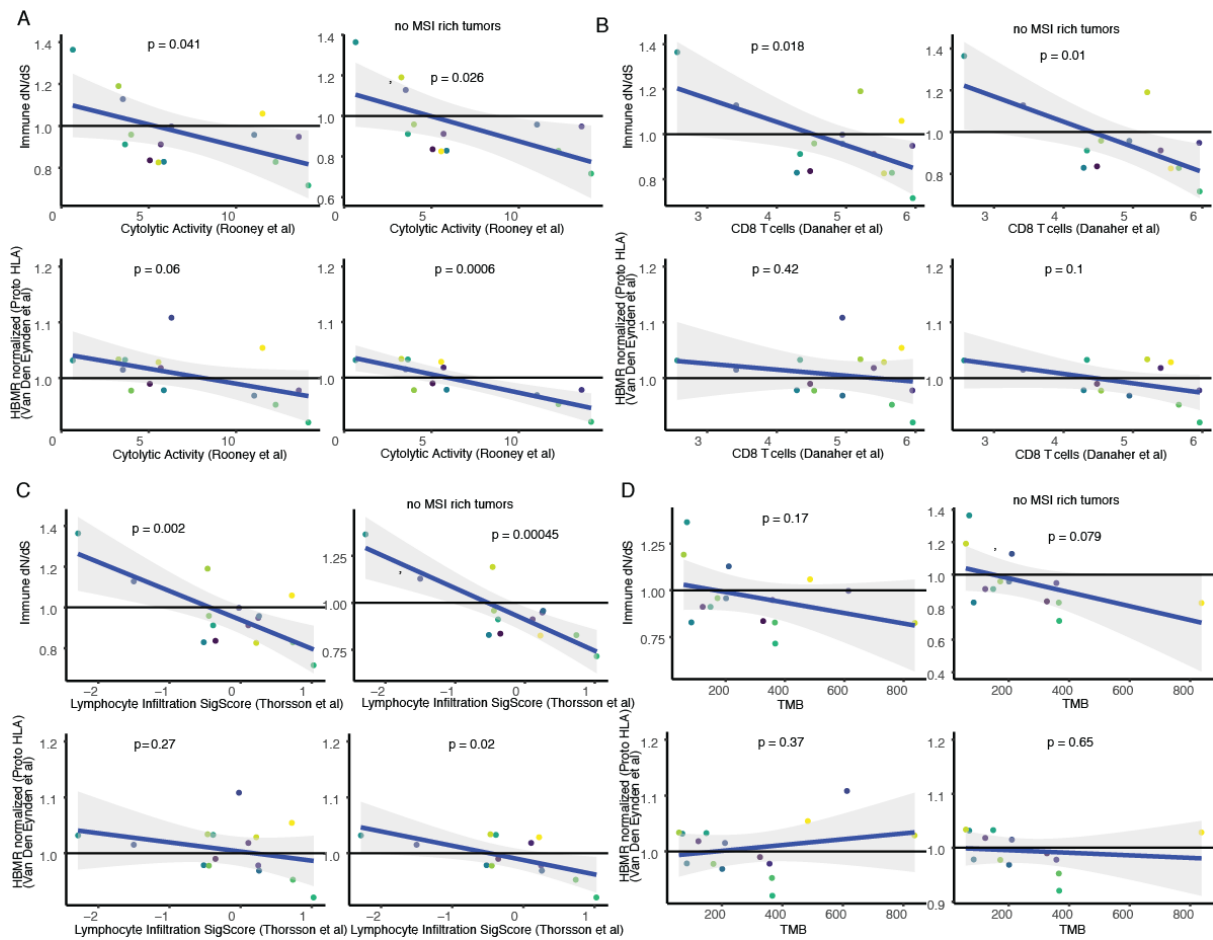 A
no MSI rich tumors
p = 0.041
p = 0.026
,
Immune dN/dS
1.4
1.2
1.0
0.8
0
5
10
Cytolytic Activity (Rooney et al)
1.4
1.2
1.0
0.8
0.6
0
5
10
Cytolytic Activity (Rooney et al)
HBMR normalized (Proto HLA)
(Van Den Eynden et al)
p = 0.06
1.2
1.1
1.0
0
5
10
Cytolytic Activity (Rooney et al)
p = 0.0006
1.2
1.1
1.0
0
5
10
Cytolytic Activity (Rooney et al)
B
no MSI rich tumors
p = 0.018
p = 0.01
Immune dN/dS
1.4
1.2
1.0
0.8
3
4
5
6
CD8 T cells (Danaher et al)
1.4
1.2
1.0
0.8
3
4
5
6
CD8 T cells (Danaher et al)
HBMR normalized (Proto HLA)
(Van Den Eynden et al)
p = 0.42
1.2
1.1
1.0
3
4
5
6
CD8 T cells (Danaher et al)
p = 0.1
1.2
1.1
1.0
3
4
5
6
CD8 T cells (Danaher et al)
C
no MSI rich tumors
p = 0.002
p = 0.00045
,
Immune dN/dS
1.4
1.2
1.0
0.8
−2
−1
0
1
Lymphocyte Infiltration SigScore (Thorsson et al)
1.25
1.00
0.75
−2
−1
0
1
Lymphocyte Infiltration SigScore (Thorsson et al)
HBMR normalized (Proto HLA)
(Van Den Eynden et al)
p=0.27
1.2
1.1
1.0
−2
−1
0
1
Lymphocyte Infiltration SigScore (Thorsson et al)
p = 0.02
1.2
1.1
1.0
−2
−1
0
1
Lymphocyte Infiltration SigScore (Thorsson et al)
D
no MSI rich tumors
p = 0.17
p = 0.079
,
Immune dN/dS
1.25
1.00
0.75
200
400
600
800
TMB
1.4
1.2
1.0
0.8
0.6
0.4
200
400
600
800
TMB
HBMR normalized (Proto HLA)
(Van Den Eynden et al)
p = 0.37
1.2
1.1
1.0
200
400
600
800
TMB
p = 0.65
1.2
1.1
1.0
0.9
200
400
600
800
TMB